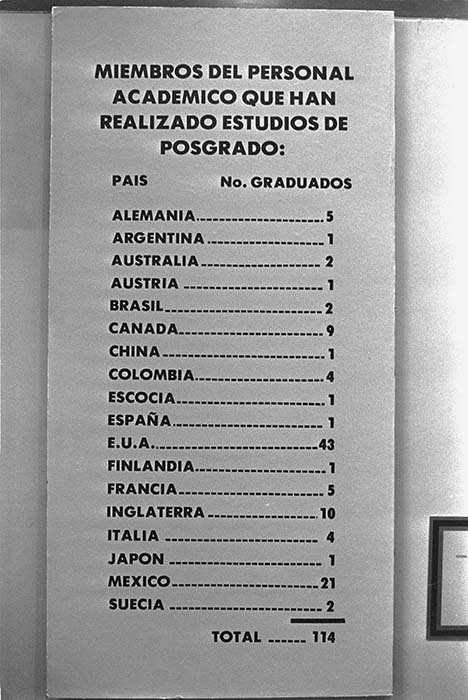 MIEMBROS DEL PERSONAL
ACADEMICO QUE HAN
REALIZADO ESTUDIOS DE
POSGRADO:
PAIS No. GRADUADOS
ALEMANIA 5
ARGENTINA 1
AUSTRALIA 2
AUSTRIA 1
BRASIL 2
CANADA 9
CHINA 1
COLOMBIA 4
ESCOCIA 1
ESPAÑA 1
E.U.A. 43
FINLANDIA 1
FRANCIA 5
INGLATERRA 10
ITALIA 4
JAPON 1
MEXICO 21
SUECIA 2
TOTAL 114